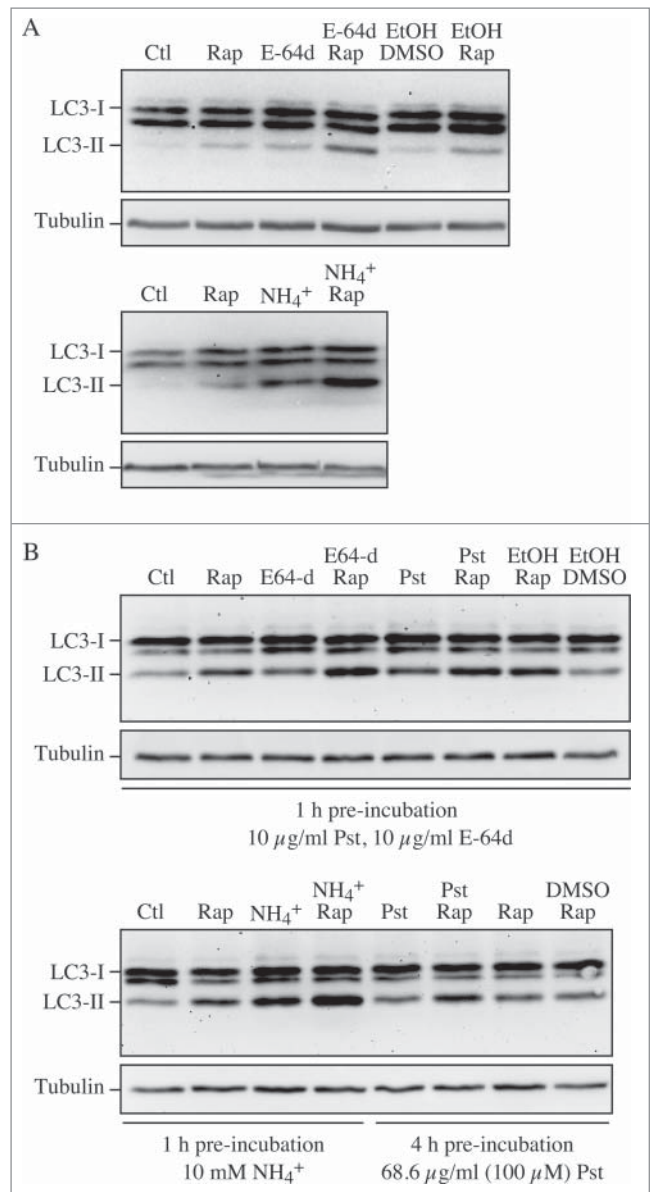 A
E-64d EtOH EtOH
Ctl Rap E-64d Rap DMSO Rap
LC3-I
LC3-II
Tubulin
NH₄⁺
Ctl Rap NH₄⁺ Rap
LC3-I
LC3-II
Tubulin
B
E64-d Pst EtOH EtOH
Ctl Rap E64-d Rap Pst Rap Rap DMSO
LC3-I
LC3-II
Tubulin
1 h pre-incubation
10 µg/ml Pst, 10 µg/ml E-64d
NH₄⁺ Pst DMSO
Ctl Rap NH₄⁺ Rap Pst Rap Rap Rap
LC3-I
LC3-II
Tubulin
1 h pre-incubation 4 h pre-incubation
10 mM NH₄⁺ 68.6 µg/ml (100 µM) Pst